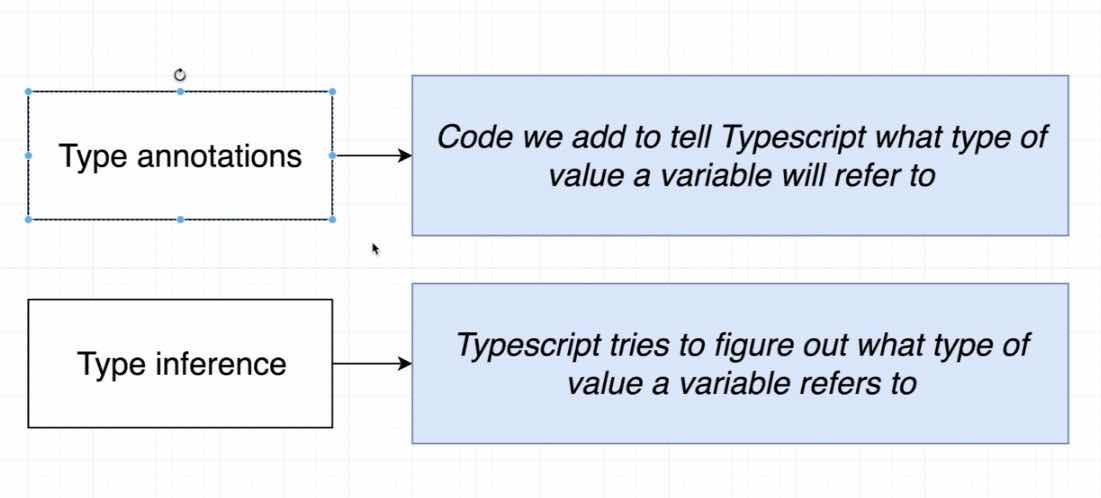 Type annotations
Code we add to tell Typescript what type of
value a variable will refer to
Type inference
Typescript tries to figure out what type of
value a variable refers to